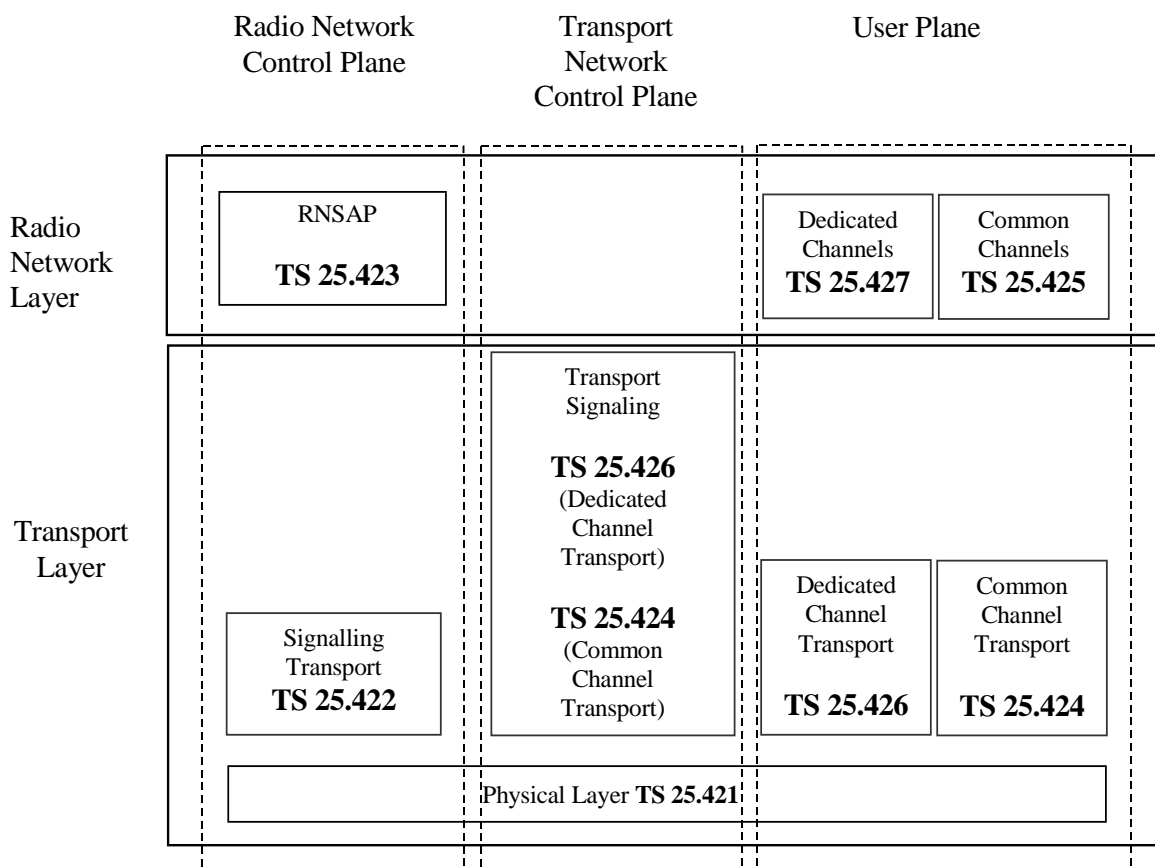 Radio Network
Control Plane
Transport
Network
Control Plane
User Plane
Radio
Network
Layer
RNSAP
TS 25.423
Dedicated
Channels
TS 25.427
Common
Channels
TS 25.425
Transport
Layer
Signalling
Transport
TS 25.422
Transport
Signaling
TS 25.426
(Dedicated
Channel
Transport)
TS 25.424
(Common
Channel
Transport)
Dedicated
Channel
Transport
TS 25.426
Common
Channel
Transport
TS 25.424
Physical Layer TS 25.421